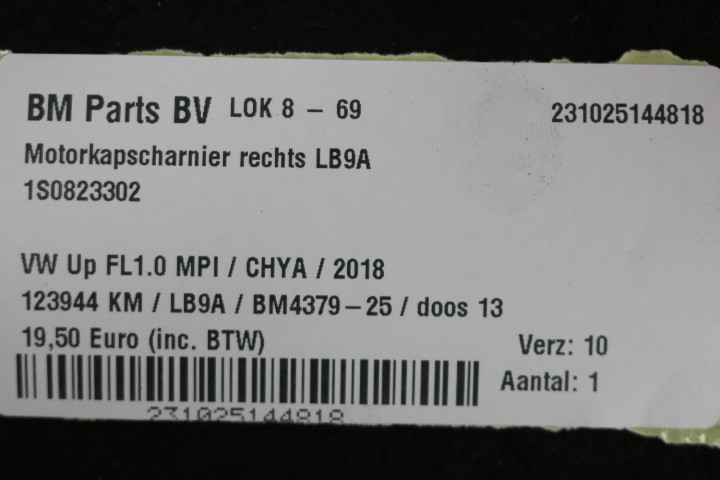 BM Parts BV LOK 8 - 69 231025144818
Motorkapscharnier rechts LB9A
1S0823302
VW Up FL1.0 MPI / CHYA / 2018
123944 KM / LB9A / BM4379-25 / doos 13
19,50 Euro (inc. BTW) Verz: 10
Aantal: 1
231025144818